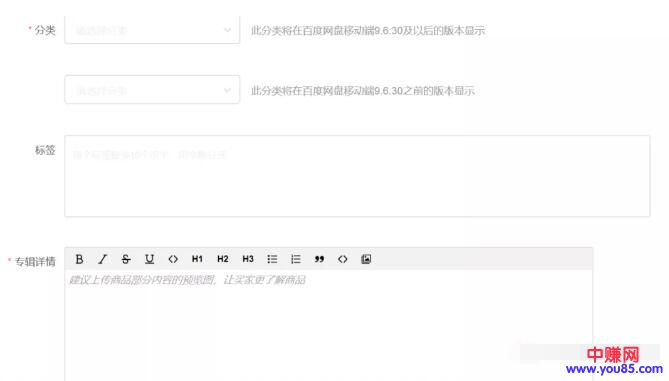 * 分类 请选择分类 此分类将在百度网盘移动端9.6.30及以后的版本显示
请选择分类 此分类将在百度网盘移动端9.6.30之前的版本显示
标签
* 专辑详情 B I S U <> H1 H2 H3 <>
建议上传商品部分内容的预览图，让买家更了解商品
中赚网
www.you85.com